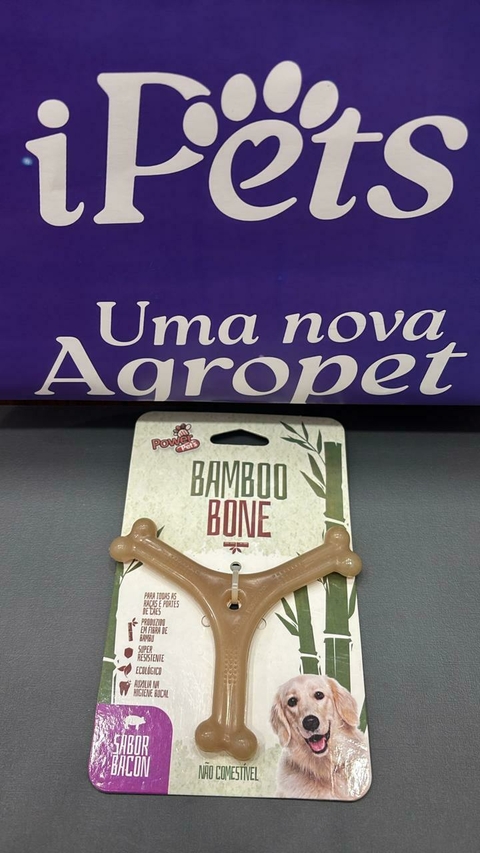 iPets
Uma nova
Agropet
Power
Pets
BAMBOO
BONE
PARA TODAS AS
RAÇAS E PORTES
DE CÃES
PRODUZIDO
EM FIBRA DE
BAMBU
SUPER
RESISTENTE
ECOLÓGICO
AUXILIA NA
HIGIENE BUCAL
SABOR
BACON
NÃO COMESTÍVEL